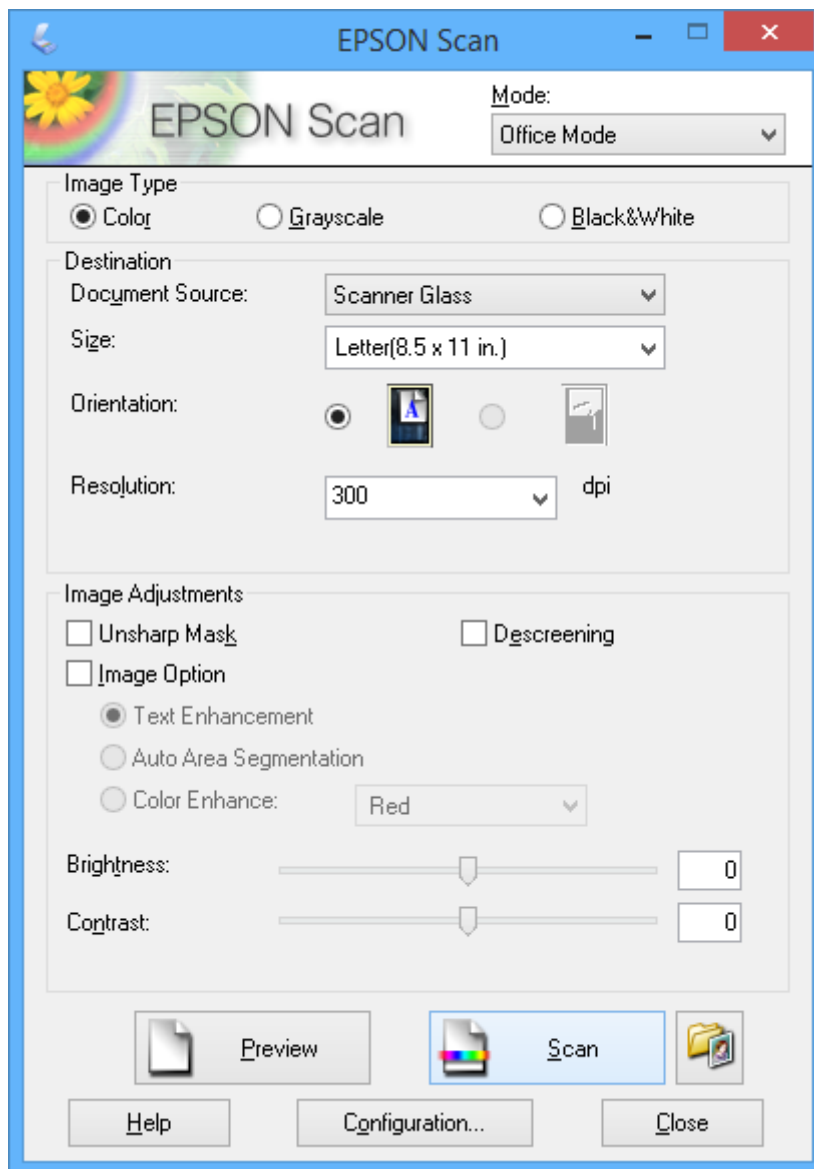 EPSON Scan
EPSON Scan
Mode:
Office Mode
Image Type
Color Grayscale Black&White
Destination
Document Source: Scanner Glass
Size: Letter(8.5 x 11 in.)
Orientation: A
Resolution: 300 dpi
Image Adjustments
Unsharp Mask Descreening
Image Option
Text Enhancement
Auto Area Segmentation
Color Enhance: Red
Brightness: 0
Contrast: 0
Preview Scan
Help Configuration... Close